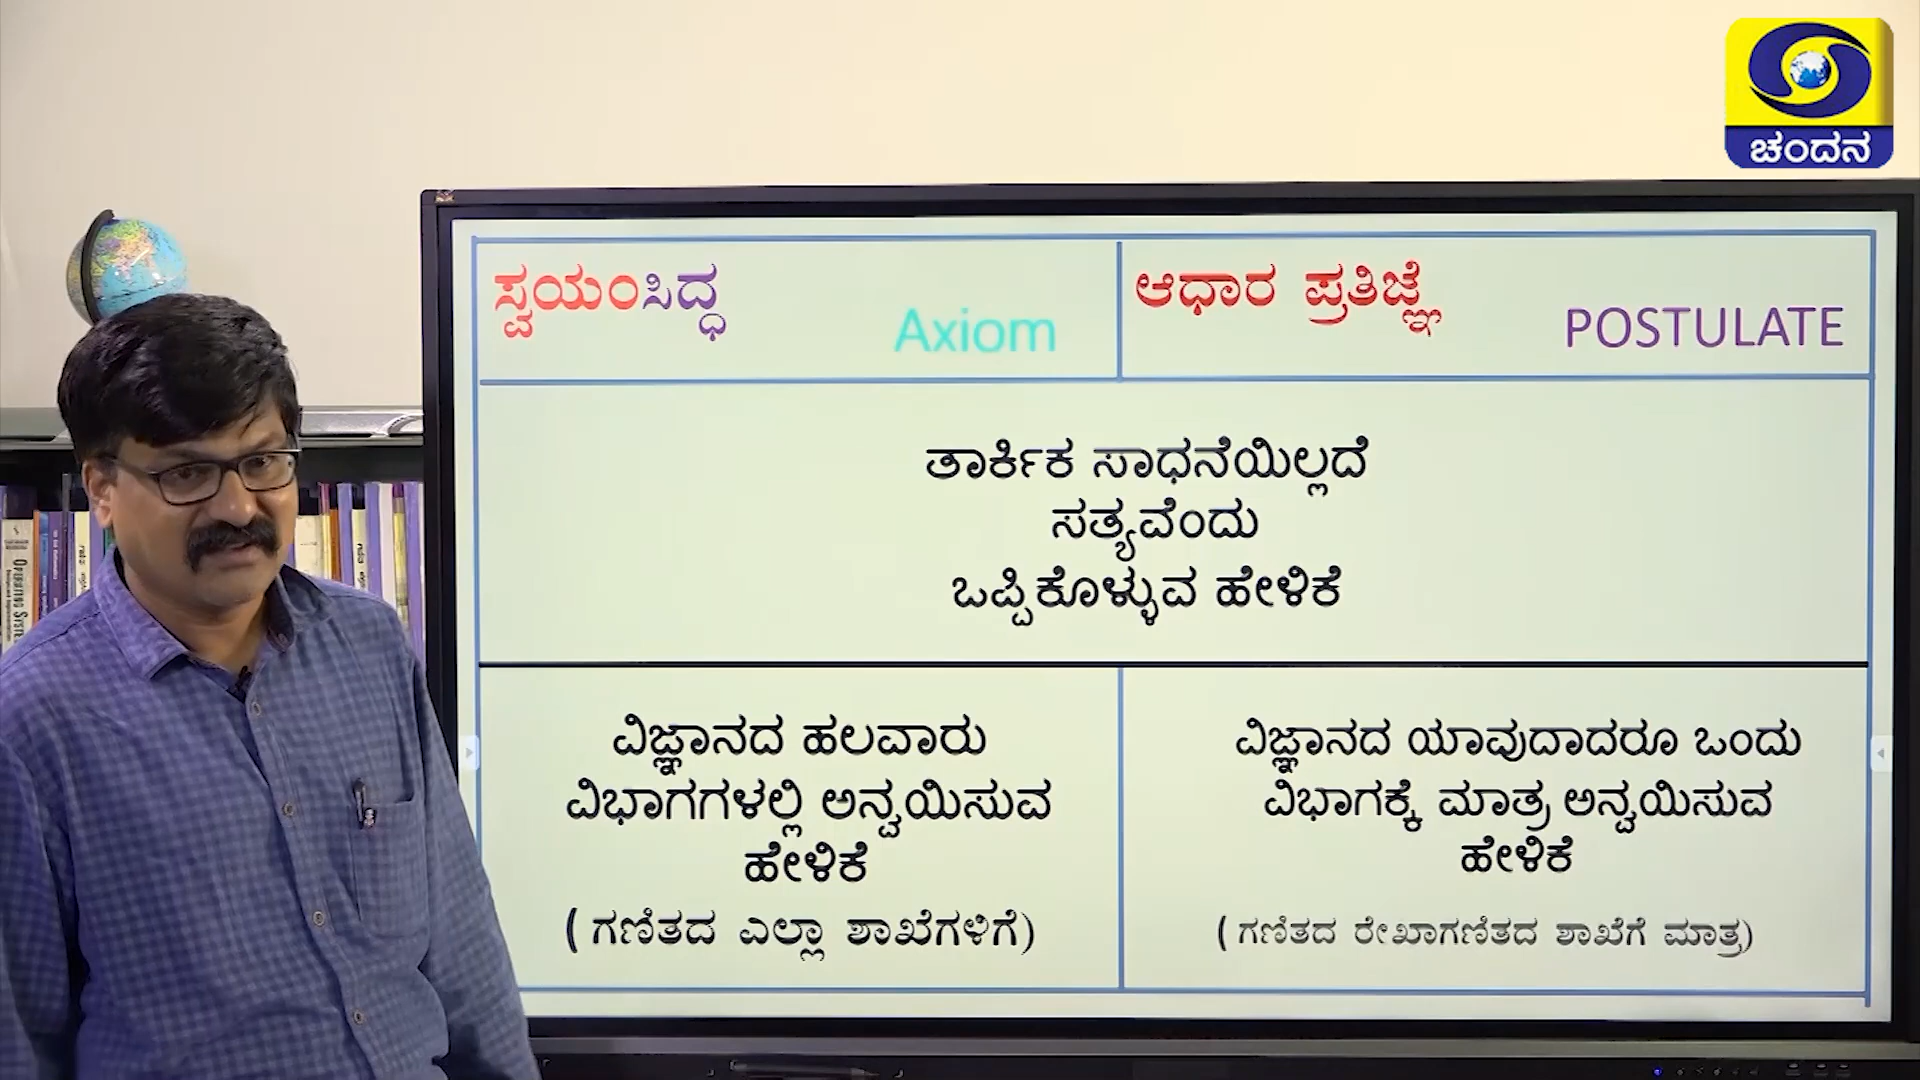 ಚಂದನ
ಸ್ವಯಂಸಿದ್ಧ
Axiom
ಆಧಾರ ಪ್ರತಿಜ್ಞೆ
POSTULATE
ತಾರ್ಕಿಕ ಸಾಧನೆಯಿಲ್ಲದೆ
ಸತ್ಯವೆಂದು
ಒಪ್ಪಿಕೊಳ್ಳುವ ಹೇಳಿಕೆ
ವಿಜ್ಞಾನದ ಹಲವಾರು
ವಿಭಾಗಗಳಲ್ಲಿ ಅನ್ವಯಿಸುವ
ಹೇಳಿಕೆ
( ಗಣಿತದ ಎಲ್ಲಾ ಶಾಖೆಗಳಿಗೆ)
ವಿಜ್ಞಾನದ ಯಾವುದಾದರೂ ಒಂದು
ವಿಭಾಗಕ್ಕೆ ಮಾತ್ರ ಅನ್ವಯಿಸುವ
ಹೇಳಿಕೆ
( ಗಣಿತದ ರೇಖಾಗಣಿತದ ಶಾಖೆಗೆ ಮಾತ್ರ)